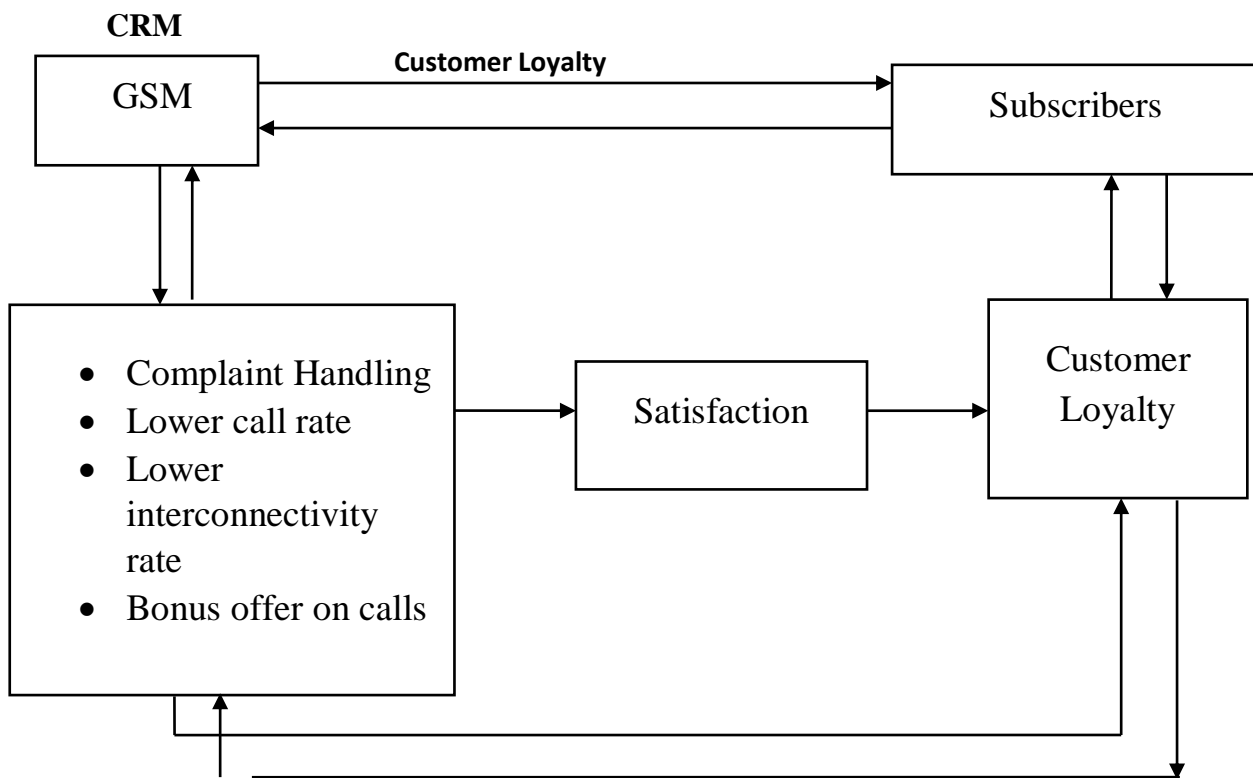 CRM
GSM
Customer Loyalty
Subscribers
• Complaint Handling
• Lower call rate
• Lower
interconnectivity
rate
• Bonus offer on calls
Satisfaction
Customer
Loyalty